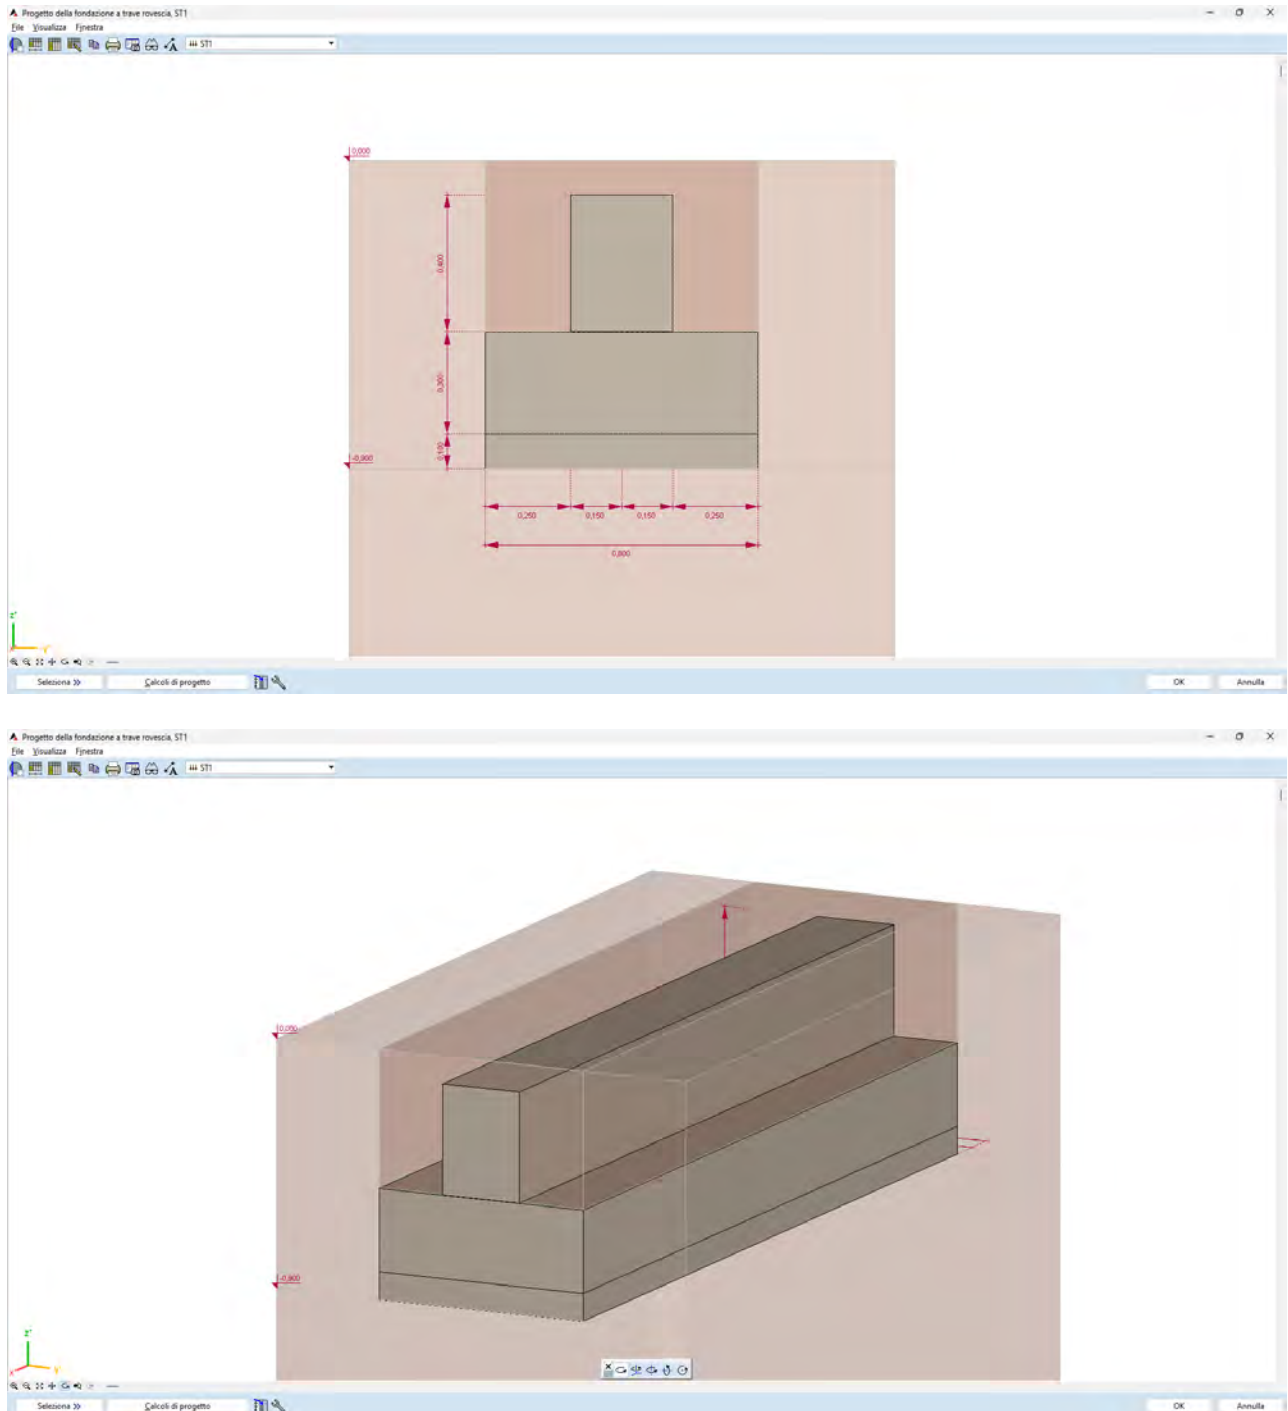 Progetto della fondazione a trave rovescia, ST1
File Visualizza Finestra
ST1
0,000
0,400
0,300
0,100
-0,900
0,250 0,150 0,150 0,250
0,800
z'
Y'
Seleziona >> Calcoli di progetto OK Annulla
Progetto della fondazione a trave rovescia, ST1
File Visualizza Finestra
ST1
0,000
-0,900
z'
x Y'
Seleziona >> Calcoli di progetto OK Annulla